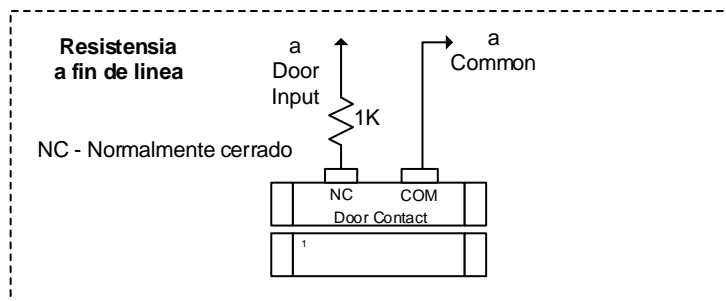 Resistensia
a fin de linea
a
Door
Input
a
Common
1K
NC - Normalmente cerrado
NC
COM
Door Contact
1